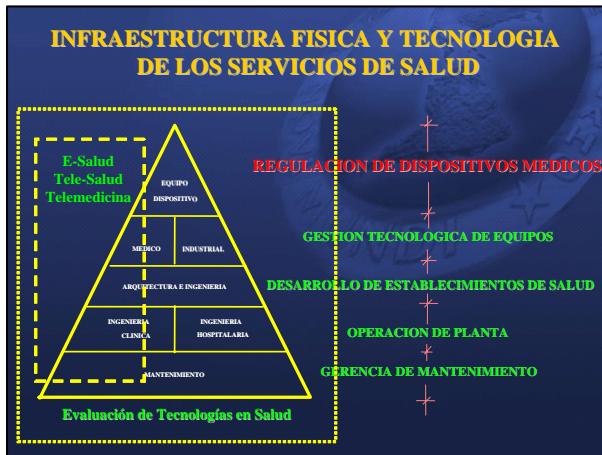 INFRAESTRUCTURA FISICA Y TECNOLOGIA
DE LOS SERVICIOS DE SALUD
E-Salud
Tele-Salud
Telemedicina
EQUIPO
DISPOSITIVO
MEDICO
INDUSTRIAL
ARQUITECTURA E INGENIERIA
INGENIERIA
CLINICA
INGENIERIA
HOSPITALARIA
MANTENIMIENTO
Evaluación de Tecnologías en Salud
REGULACION DE DISPOSITIVOS MEDICOS
GESTION TECNOLOGICA DE EQUIPOS
DESARROLLO DE ESTABLECIMIENTOS DE SALUD
OPERACION DE PLANTA
GERENCIA DE MANTENIMIENTO